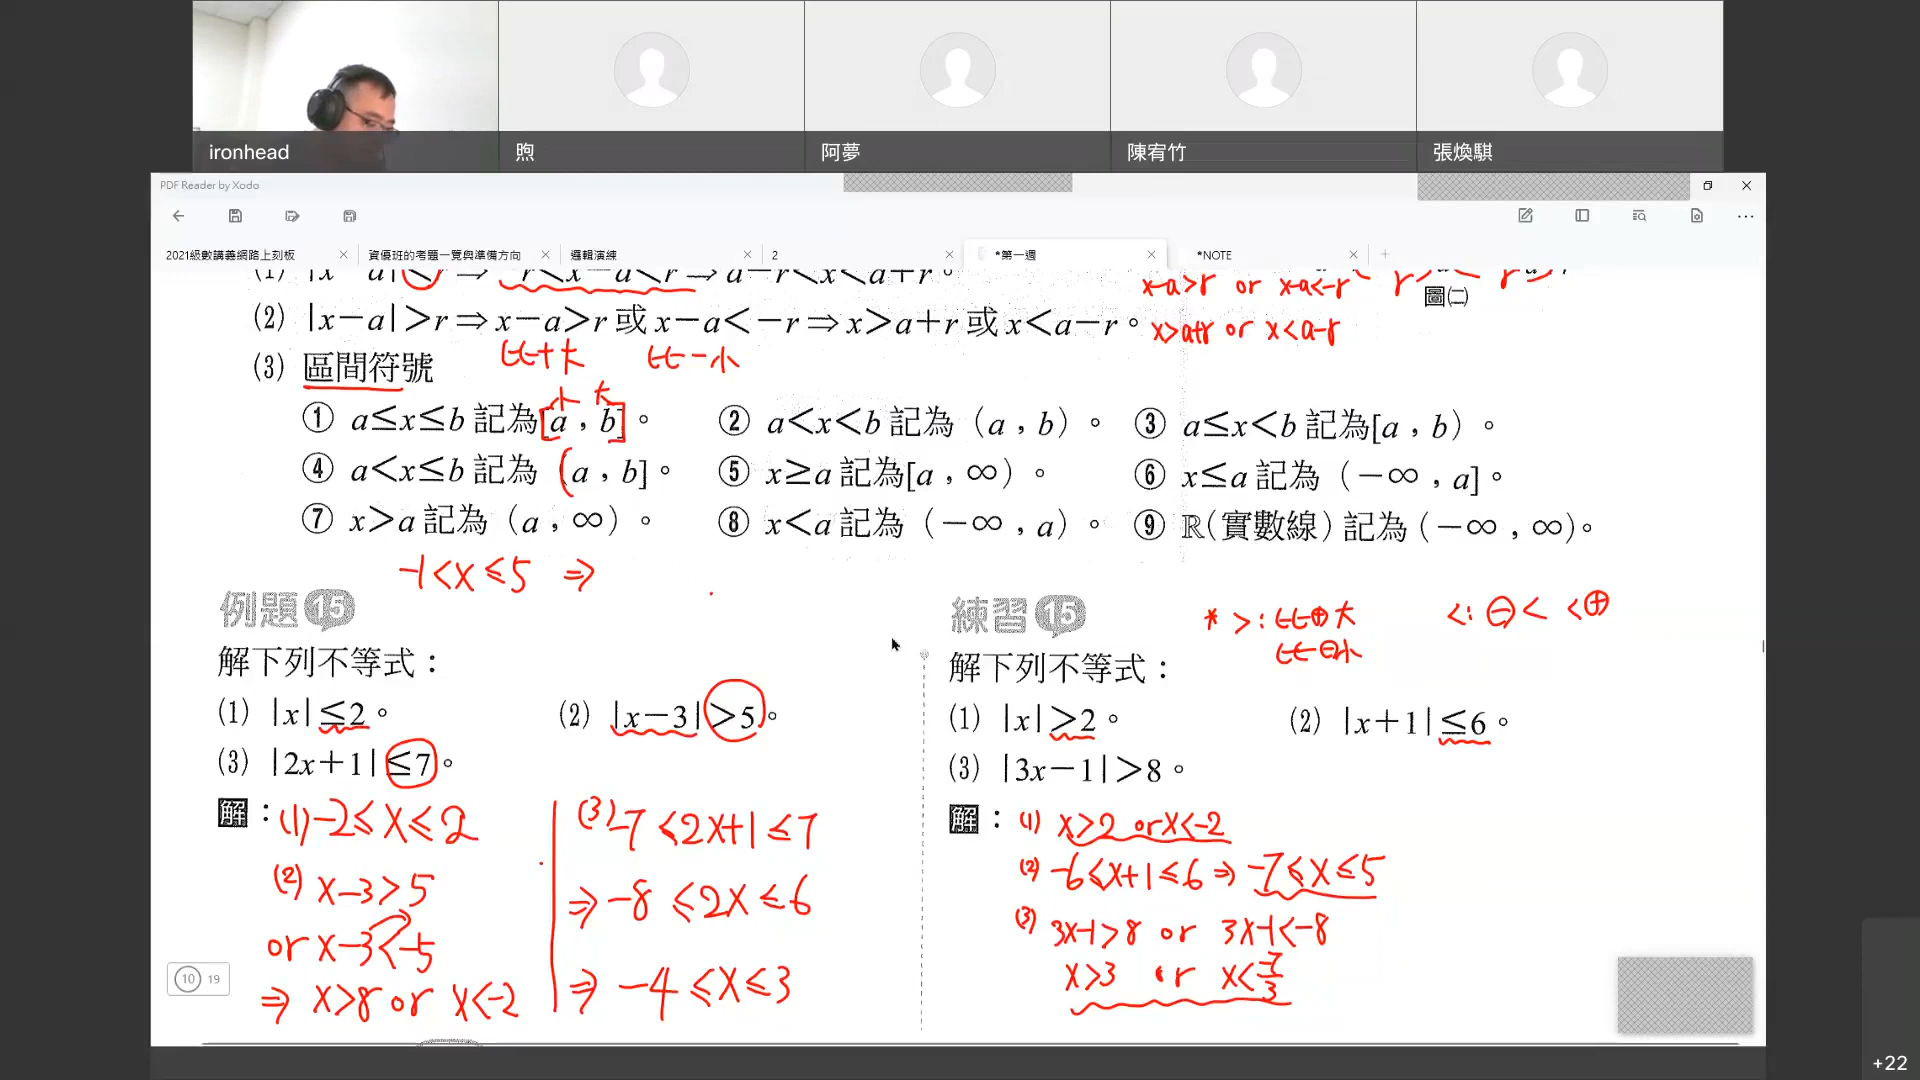 ironhead
煦
阿夢
陳宥竹
張煥騏
PDF Reader by Xodo
2021級數講義網路上刻板
資優班的考題一覽與準備方向
邏輯演練
2
*第一週
*NOTE
x-a>r or x-a<-r
圖㈡
(2) |x−a|>r⇒x−a>r 或 x−a<−r⇒x>a+r 或 x<a−r。 x>a+r or x<a-r
比+大 比-小
(3) 區間符號
小 大
① a≤x≤b 記為[a，b]。 ② a<x<b 記為（a，b）。 ③ a≤x<b 記為[a，b）。
④ a<x≤b 記為（a，b]。 ⑤ x≥a 記為[a，∞）。 ⑥ x≤a 記為（−∞，a]。
⑦ x>a 記為（a，∞）。 ⑧ x<a 記為（−∞，a）。 ⑨ ℝ(實數線) 記為(−∞，∞)。
-1<x≤5 ⇒
例題 15
解下列不等式：
(1) |x|≤2。 (2) |x−3|>5。
(3) |2x+1|≤7。
解：(1) -2≤x≤2
(2) x-3>5
or x-3<-5
⇒ x>8 or x<-2
(3) -7≤2x+1≤7
⇒ -8≤2x≤6
⇒ -4≤x≤3
練習 15
* >: 比⊕大
比⊖小
<: ⊖< <⊕
解下列不等式：
(1) |x|>2。 (2) |x+1|≤6。
(3) |3x−1|>8。
解： (1) x>2 or x<-2
(2) -6≤x+1≤6 ⇒ -7≤x≤5
(3) 3x-1>8 or 3x-1<-8
x>3 or x<-7/3
10 19
+22